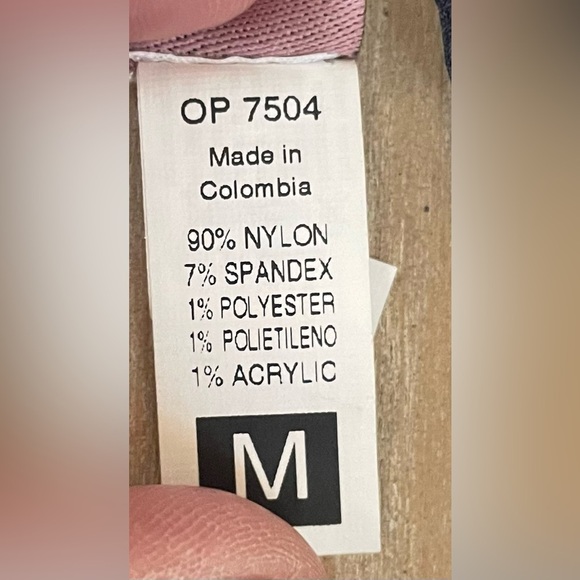 OP 7504
Made in
Colombia
90% NYLON
7% SPANDEX
1% POLYESTER
1% POLIETILENO
1% ACRYLIC
M